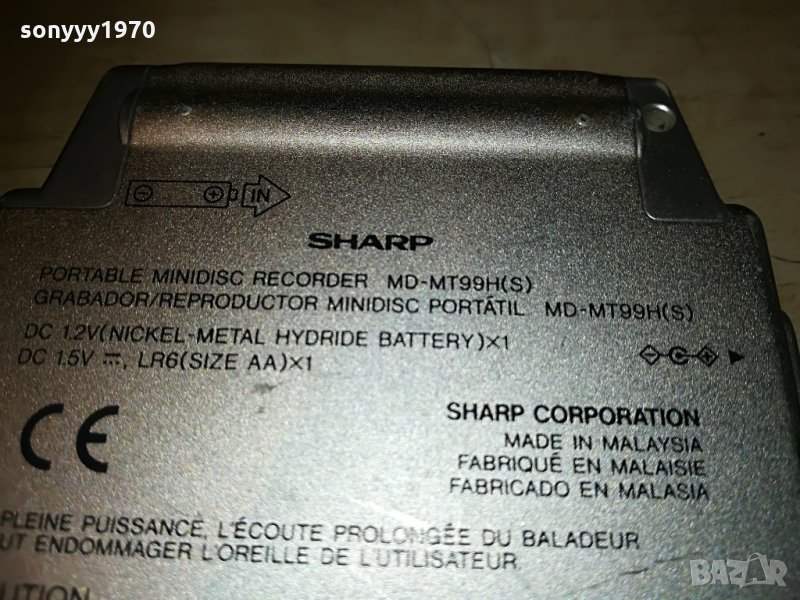 sonyyy1970
IN
SHARP
PORTABLE MINIDISC RECORDER MD-MT99H(S)
GRABADOR/REPRODUCTOR MINIDISC PORTÁTIL MD-MT99H(S)
DC 1.2V(NICKEL-METAL HYDRIDE BATTERY)×1
DC 1.5V ⎓, LR6(SIZE AA)×1
CE
SHARP CORPORATION
MADE IN MALAYSIA
FABRIQUÉ EN MALAISIE
FABRICADO EN MALASIA
PLEINE PUISSANCE, L'ÉCOUTE PROLONGÉE DU BALADEUR
UT ENDOMMAGER L'OREILLE DE L'UTILISATEUR
UTION
BAZAR